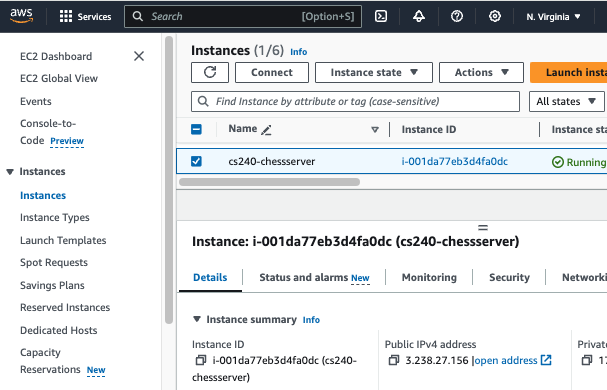 aws
Services
Search
[Option+S]
N. Virginia
EC2 Dashboard
EC2 Global View
Events
Console-to-
Code Preview
Instances
Instances
Instance Types
Launch Templates
Spot Requests
Savings Plans
Reserved Instances
Dedicated Hosts
Capacity
Reservations New
Instances (1/6) Info
Connect
Instance state
Actions
Launch insta
Find Instance by attribute or tag (case-sensitive)
All states
Name
Instance ID
Instance sta
cs240-chessserver
i-001da77eb3d4fa0dc
Running
Instance: i-001da77eb3d4fa0dc (cs240-chessserver)
Details
Status and alarms New
Monitoring
Security
Networki
Instance summary Info
Instance ID
i-001da77eb3d4fa0dc (cs240-
chessserver)
Public IPv4 address
3.238.27.156 |open address
Private
17